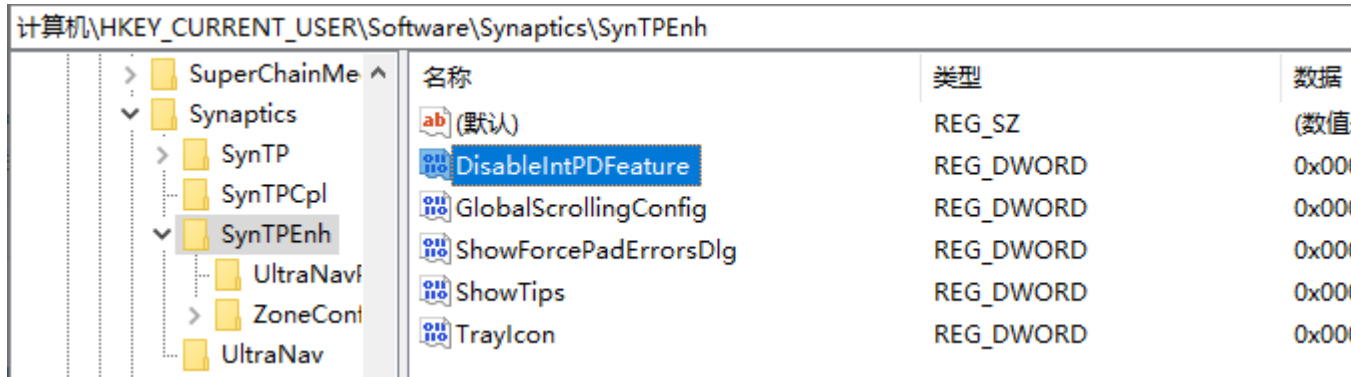 计算机\HKEY_CURRENT_USER\Software\Synaptics\SynTPEnh
SuperChainMe
Synaptics
SynTP
SynTPCpl
SynTPEnh
UltraNav
ZoneConf
UltraNav
名称 类型 数据
(默认) REG_SZ (数值
DisableIntPDFeature REG_DWORD 0x000
GlobalScrollingConfig REG_DWORD 0x000
ShowForcePadErrorsDlg REG_DWORD 0x000
ShowTips REG_DWORD 0x000
TrayIcon REG_DWORD 0x000